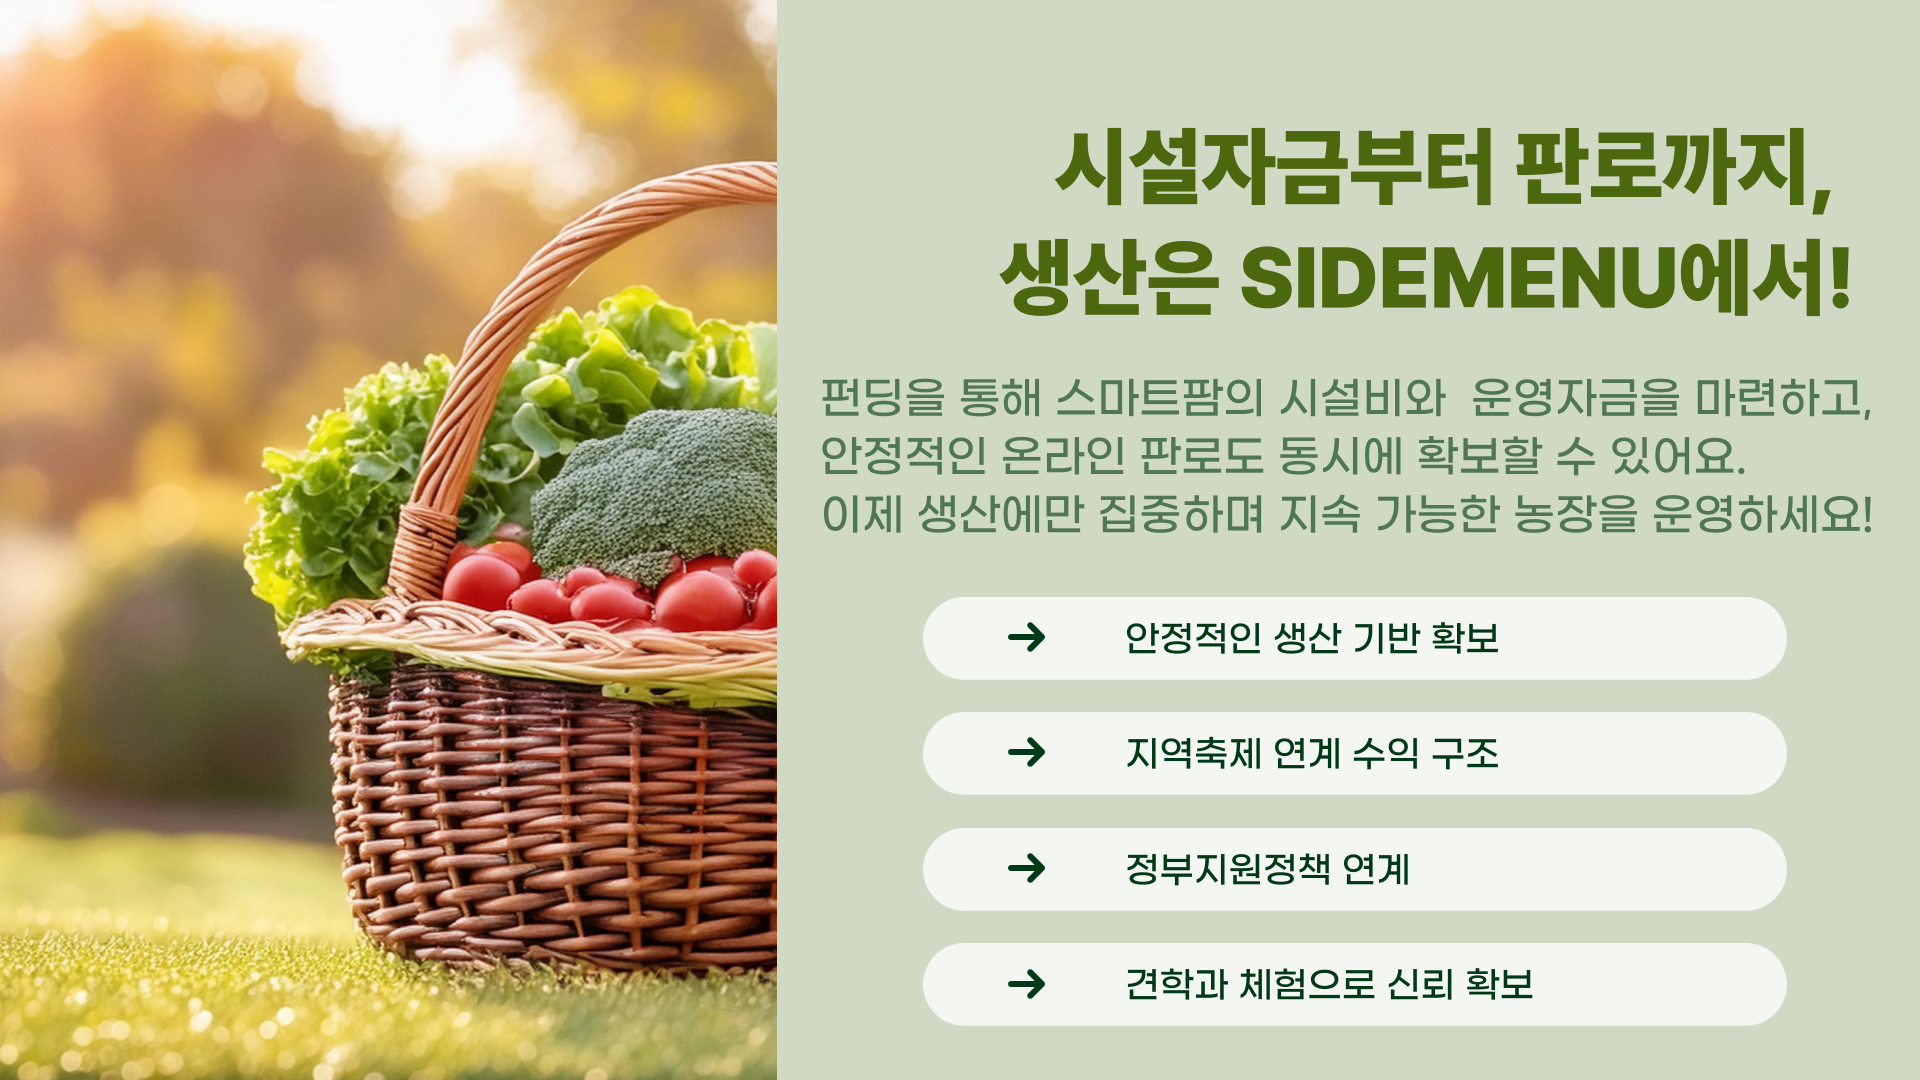 시설자금부터 판로까지,
생산은 SIDEMENU에서!
펀딩을 통해 스마트팜의 시설비와 운영자금을 마련하고,
안정적인 온라인 판로도 동시에 확보할 수 있어요.
이제 생산에만 집중하며 지속 가능한 농장을 운영하세요!
안정적인 생산 기반 확보
지역축제 연계 수익 구조
정부지원정책 연계
견학과 체험으로 신뢰 확보